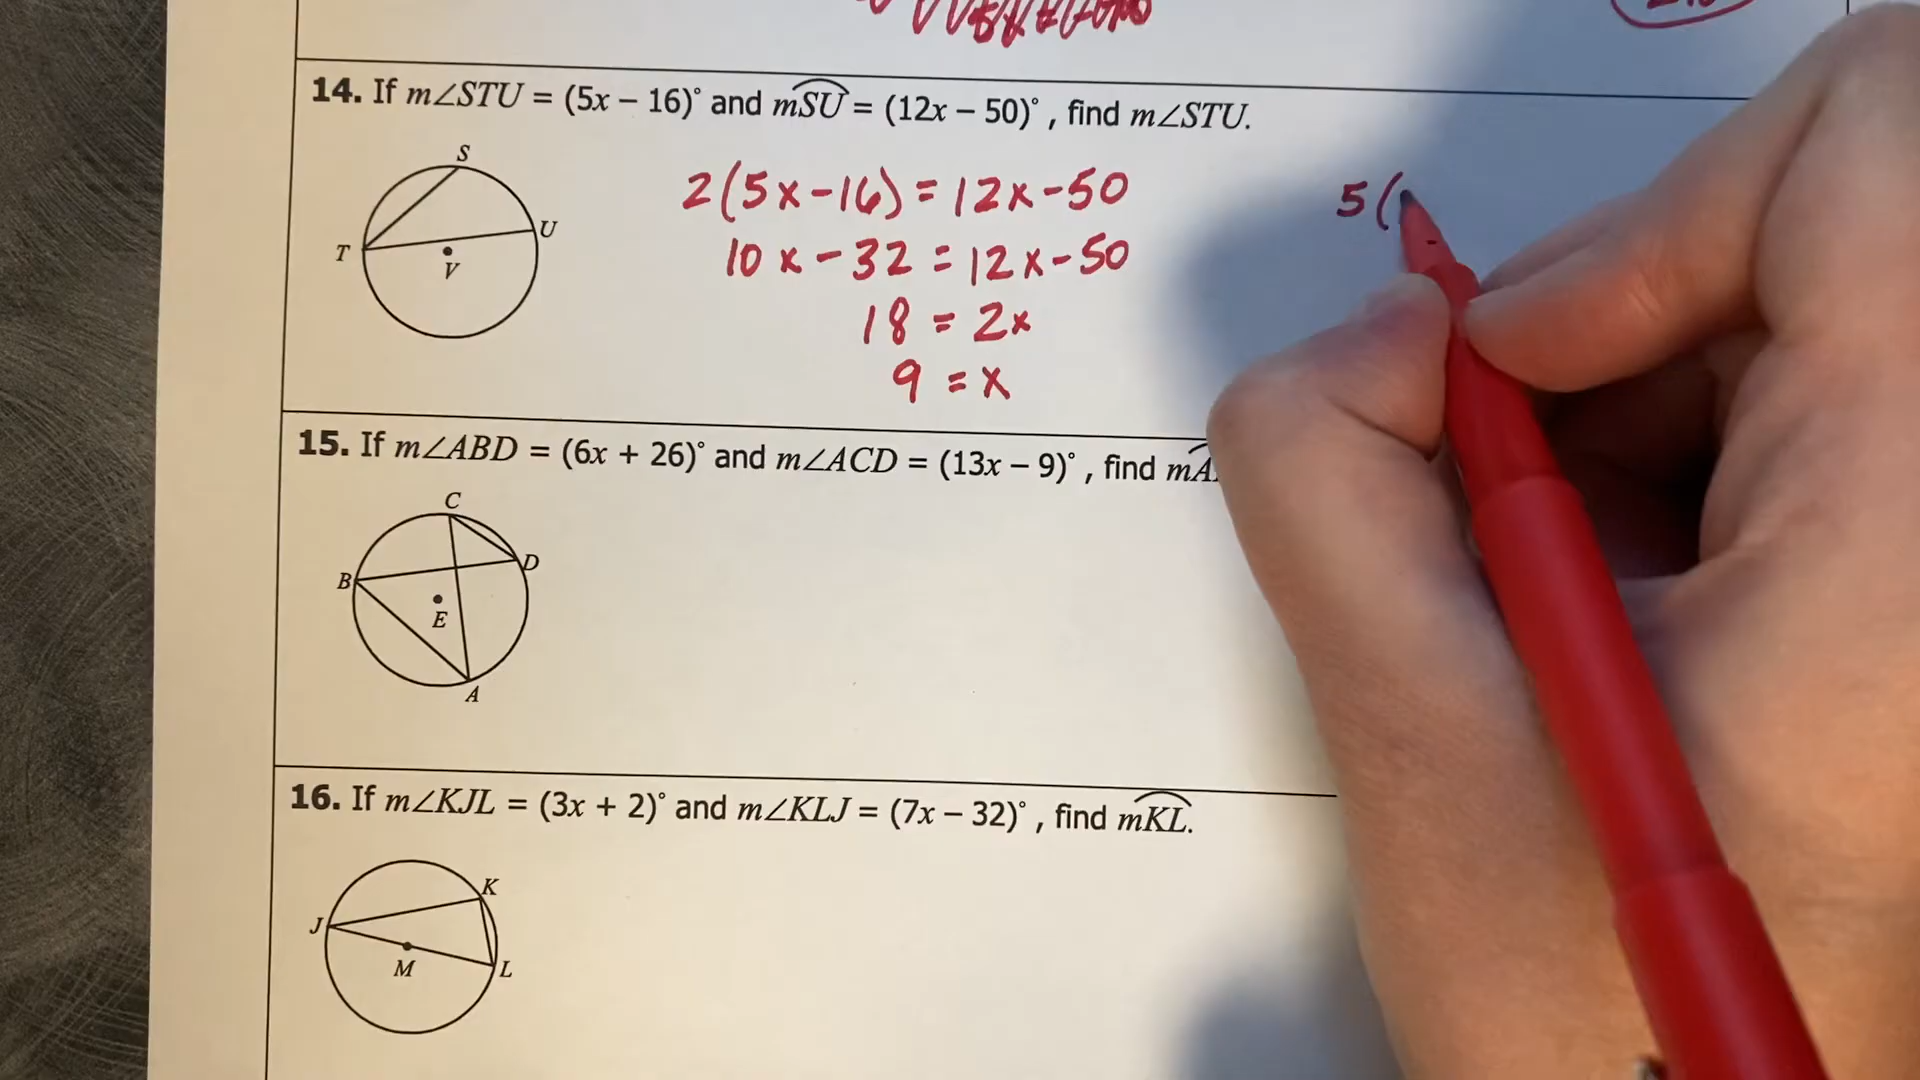 14. If m∠STU = (5x − 16)° and mSU = (12x − 50)° , find m∠STU.
S
U
T
V
2(5x−16) = 12x−50
10x−32 = 12x−50
18 = 2x
9 = x
5(
15. If m∠ABD = (6x + 26)° and m∠ACD = (13x − 9)° , find
C
D
B
E
A
16. If m∠KJL = (3x + 2)° and m∠KLJ = (7x − 32)° , find mKL.
K
J
M
L